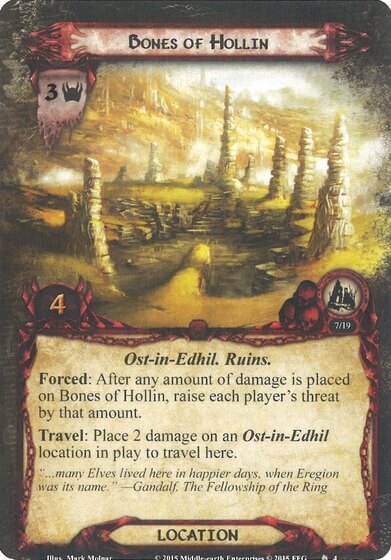 Bones of Hollin
3
4
7/19
Ost-in-Edhil. Ruins.
Forced: After any amount of damage is placed
on Bones of Hollin, raise each player's threat
by that amount.
Travel: Place 2 damage on an Ost-in-Edhil
location in play to travel here.
"...many Elves lived here in happier days, when Eregion
was its name." —Gandalf, The Fellowship of the Ring
LOCATION
Illus. Mark Molnar © 2015 Middle-earth Enterprises © 2015 FFG 4